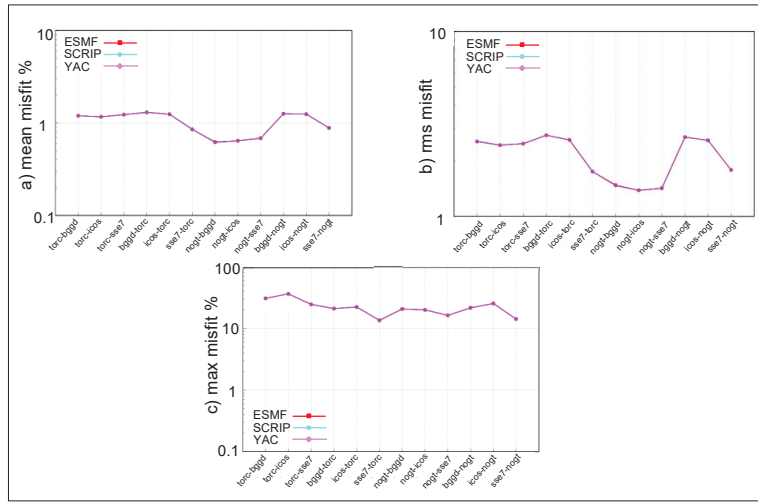 a) mean misfit %
10
1
0.1
ESMF
SCRIP
YAC
torc-bggd
torc-icos
torc-sse7
bggd-torc
icos-torc
sse7-torc
nogt-bggd
nogt-icos
nogt-sse7
bggd-nogt
icos-nogt
sse7-nogt
b) rms misfit
10
1
ESMF
SCRIP
YAC
torc-bggd
torc-icos
torc-sse7
bggd-torc
icos-torc
sse7-torc
nogt-bggd
nogt-icos
nogt-sse7
bggd-nogt
icos-nogt
sse7-nogt
c) max misfit %
100
10
1
0.1
ESMF
SCRIP
YAC
torc-bggd
torc-icos
torc-sse7
bggd-torc
icos-torc
sse7-torc
nogt-bggd
nogt-icos
nogt-sse7
bggd-nogt
icos-nogt
sse7-nogt